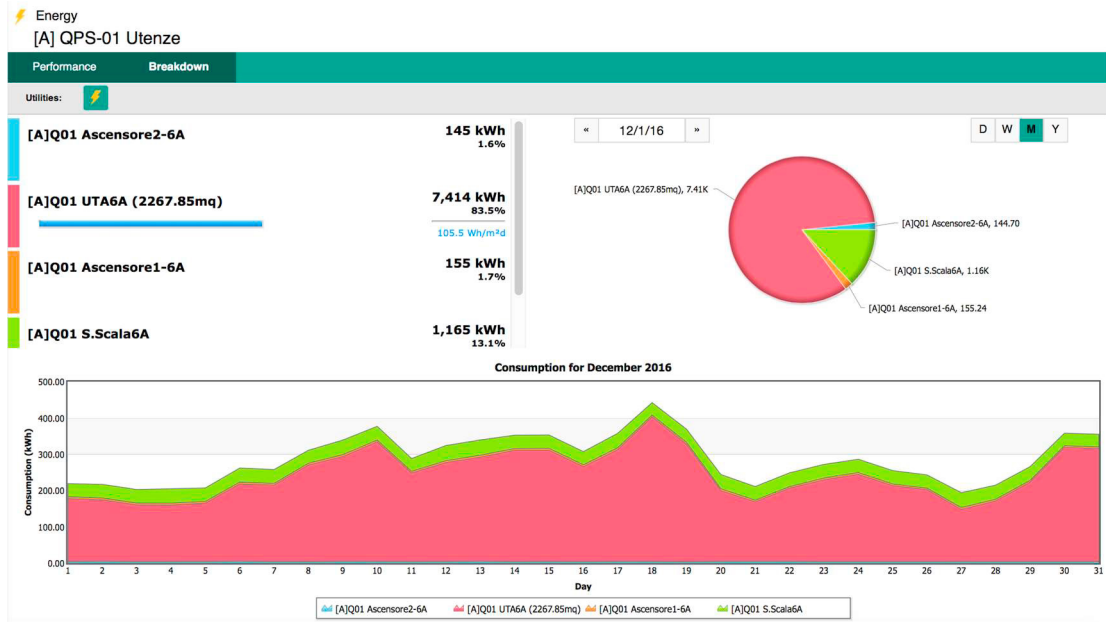 Energy
[A] QPS-01 Utenze
Performance Breakdown
Utilities:
[A]Q01 Ascensore2-6A 145 kWh
1.6%
[A]Q01 UTA6A (2267.85mq) 7,414 kWh
83.5%
105.5 Wh/m²d
[A]Q01 Ascensore1-6A 155 kWh
1.7%
[A]Q01 S.Scala6A 1,165 kWh
13.1%
« 12/1/16 »
D W M Y
[A]Q01 UTA6A (2267.85mq), 7.41K
[A]Q01 Ascensore2-6A, 144.70
[A]Q01 S.Scala6A, 1.16K
[A]Q01 Ascensore1-6A, 155.24
Consumption for December 2016
Consumption (kWh)
500.00
400.00
300.00
200.00
100.00
0.00
1 2 3 4 5 6 7 8 9 10 11 12 13 14 15 16 17 18 19 20 21 22 23 24 25 26 27 28 29 30 31
Day
[A]Q01 Ascensore2-6A [A]Q01 UTA6A (2267.85mq) [A]Q01 Ascensore1-6A [A]Q01 S.Scala6A